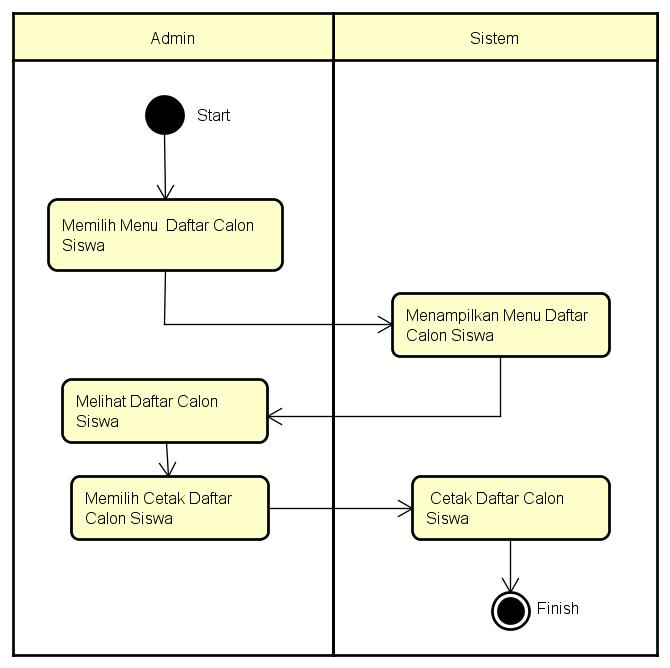 Admin
Sistem
Start
Memilih Menu  Daftar Calon
Siswa
Menampilkan Menu Daftar
Calon Siswa
Melihat Daftar Calon
Siswa
Memilih Cetak Daftar
Calon Siswa
Cetak Daftar Calon
Siswa
Finish